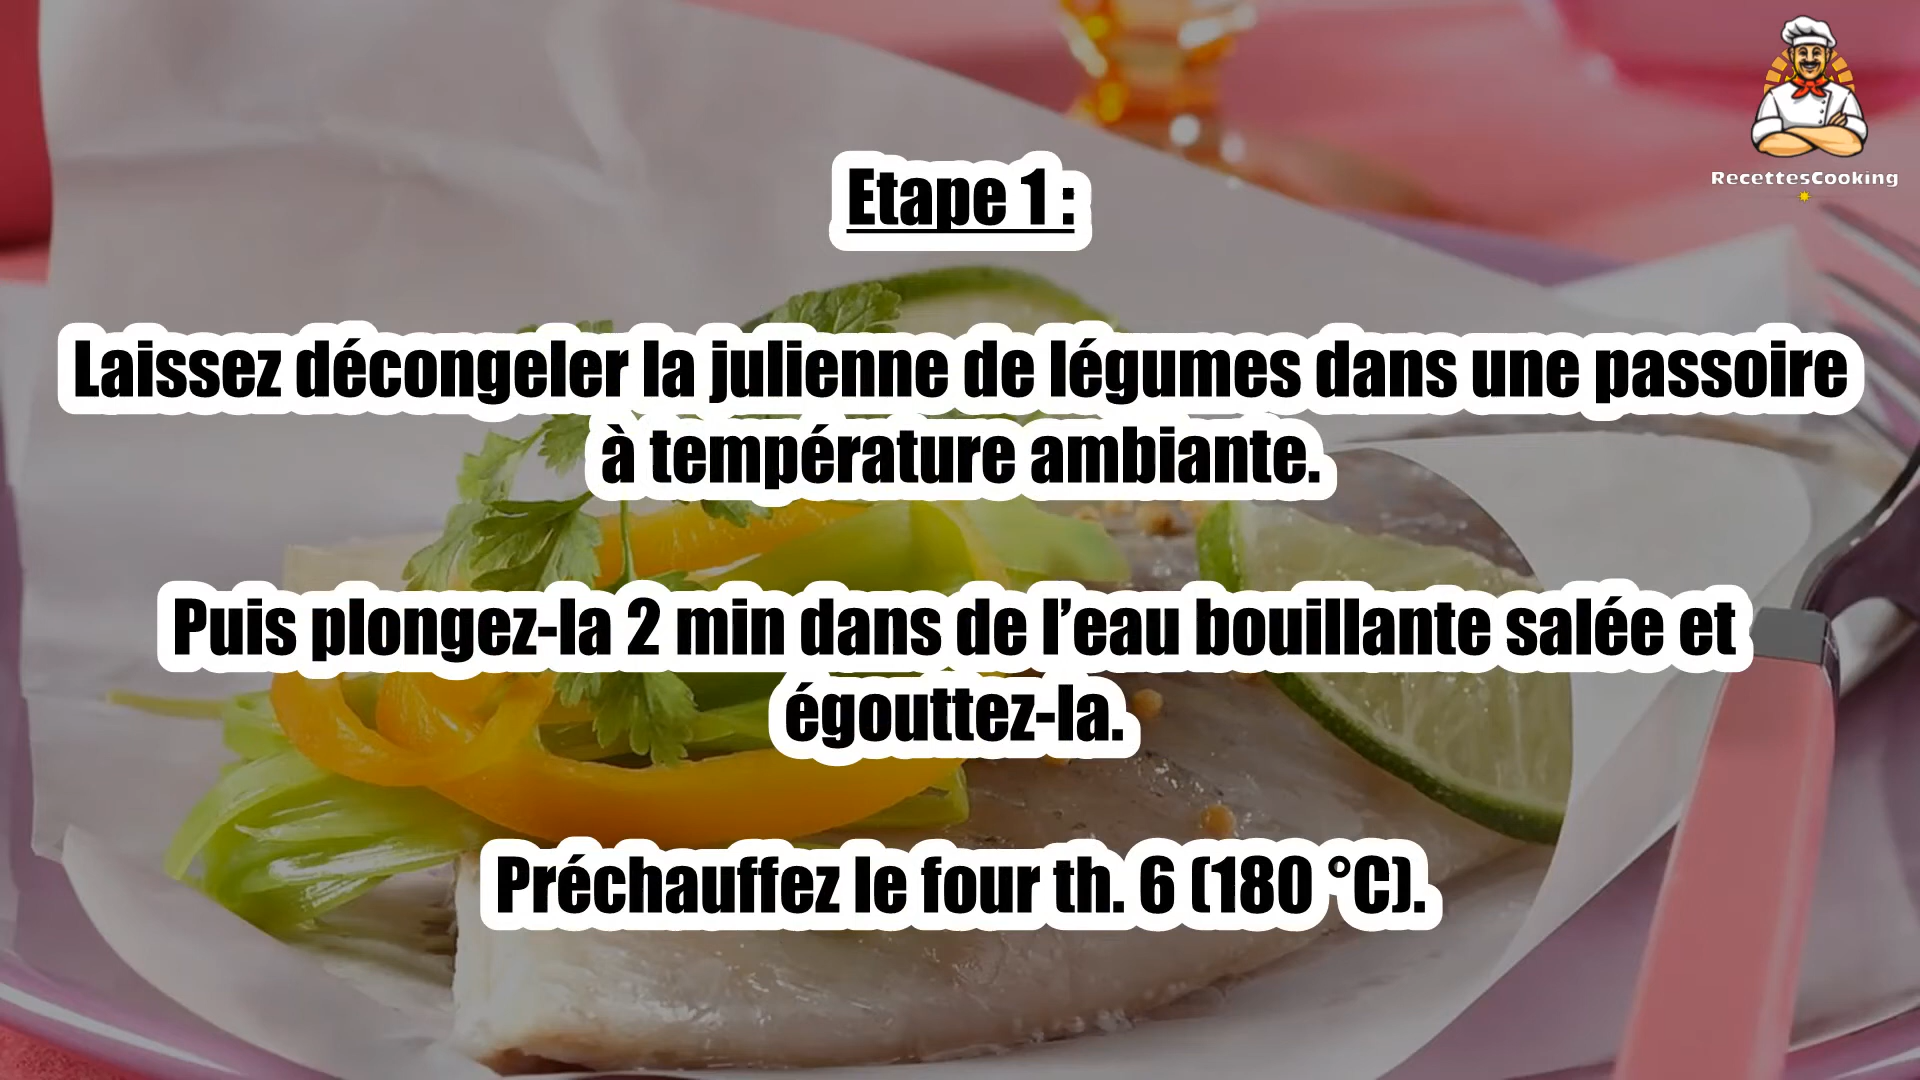 RecettesCooking
Etape 1 :
Laissez décongeler la julienne de légumes dans une passoire
à température ambiante.
Puis plongez-la 2 min dans de l’eau bouillante salée et
égouttez-la.
Préchauffez le four th. 6 (180 °C).